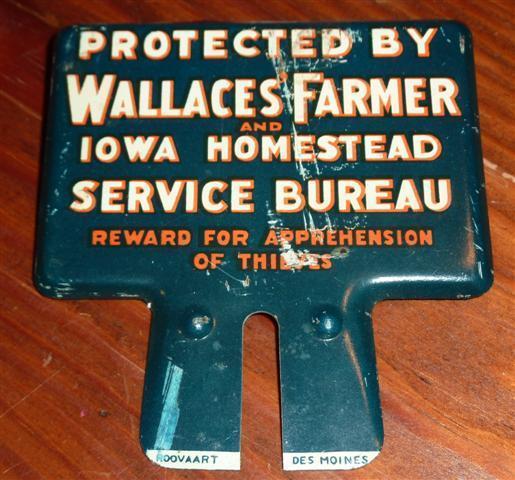 PROTECTED BY
WALLACES' FARMER
AND
IOWA HOMESTEAD
SERVICE BUREAU
REWARD FOR APPREHENSION
OF THIEVES
ROOVAART DES MOINES